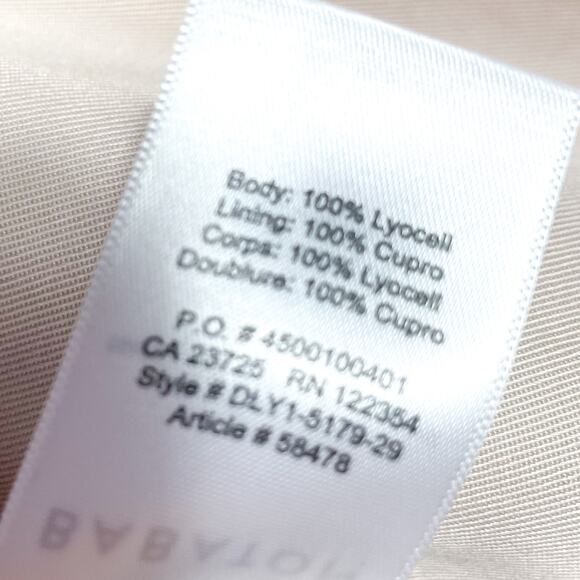 Body: 100% Lyocell
Lining: 100% Cupro
Corps: 100% Lyocell
Doublure: 100% Cupro
P.O. # 4500100401
CA 23725 RN 122354
Style # DLY1-5179-29
Article # 58478